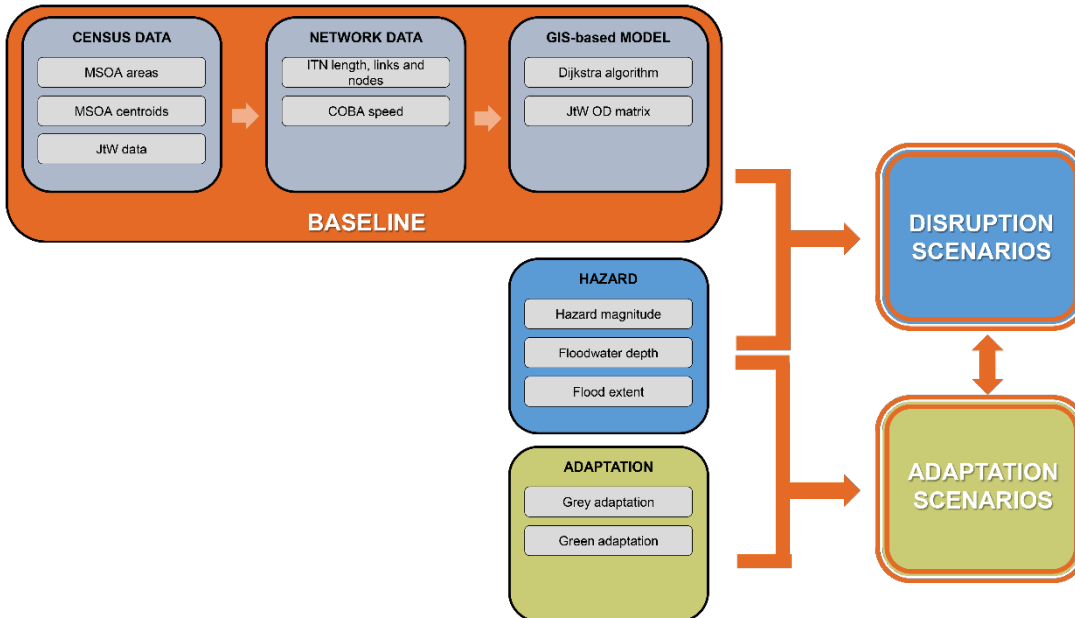 CENSUS DATA
MSOA areas
MSOA centroids
JtW data
NETWORK DATA
ITN length, links and
nodes
COBA speed
GIS-based MODEL
Dijkstra algorithm
JtW OD matrix
BASELINE
HAZARD
Hazard magnitude
Floodwater depth
Flood extent
ADAPTATION
Grey adaptation
Green adaptation
DISRUPTION
SCENARIOS
ADAPTATION
SCENARIOS